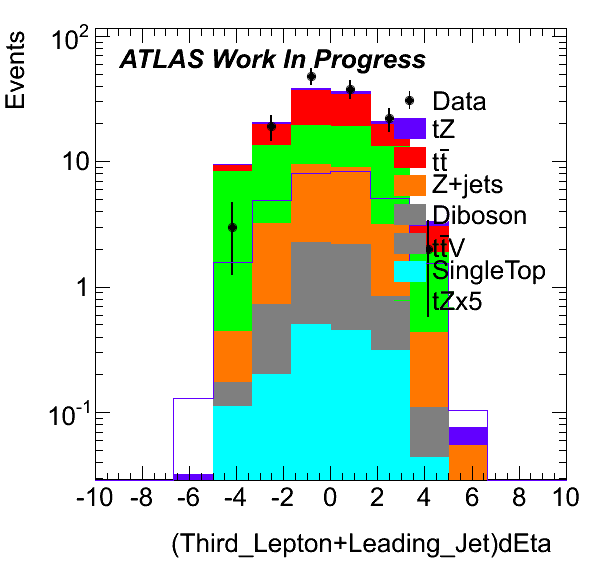 ATLAS Work In Progress
Events
10²
10
1
10⁻¹
Data
tZ
tt̄
Z+jets
Diboson
tt̄V
SingleTop
tZx5
-10 -8 -6 -4 -2 0 2 4 6 8 10
(Third_Lepton+Leading_Jet)dEta